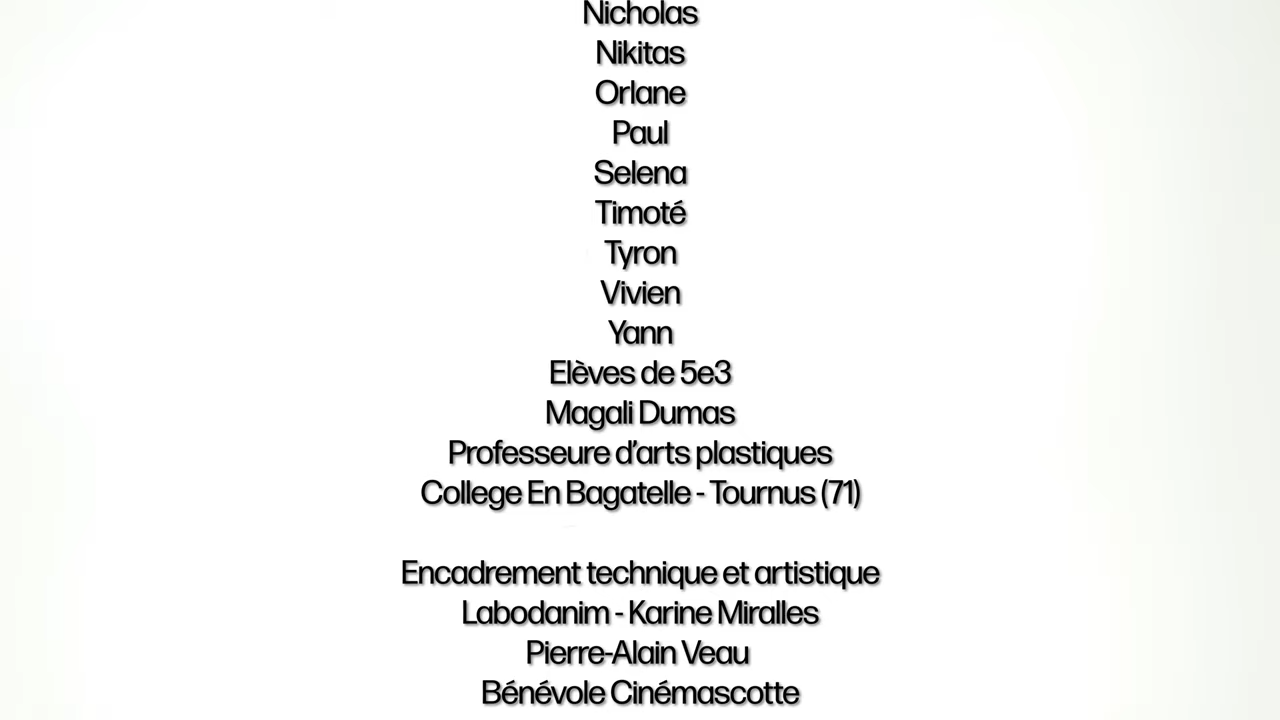 Nicholas
Nikitas
Orlane
Paul
Selena
Timoté
Tyron
Vivien
Yann
Elèves de 5e3
Magali Dumas
Professeure d’arts plastiques
College En Bagatelle - Tournus (71)
Encadrement technique et artistique
Labodanim - Karine Miralles
Pierre-Alain Veau
Bénévole Cinémascotte